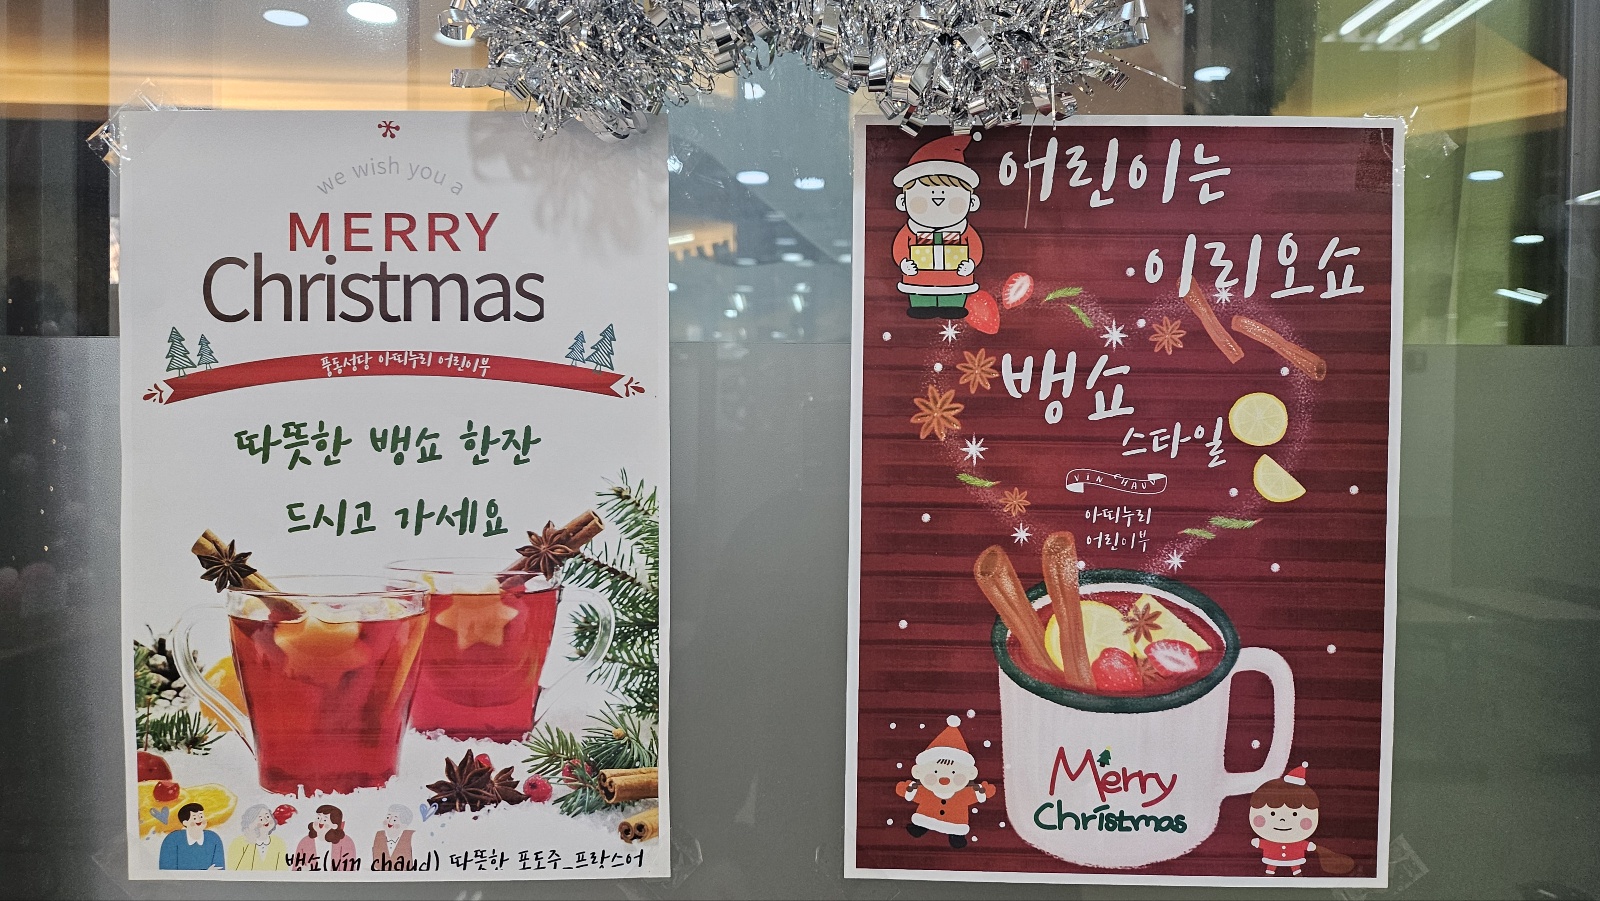 we wish you a
MERRY
Christmas
풍동성당 아띠누리 어린이부
따뜻한 뱅쇼 한잔
드시고 가세요
뱅쇼(vin chaud) 따뜻한 포도주_프랑스어
어린이는
이리오쇼
뱅쇼
스타일
VIN CHAUD
아띠누리
어린이부
Merry
Christmas